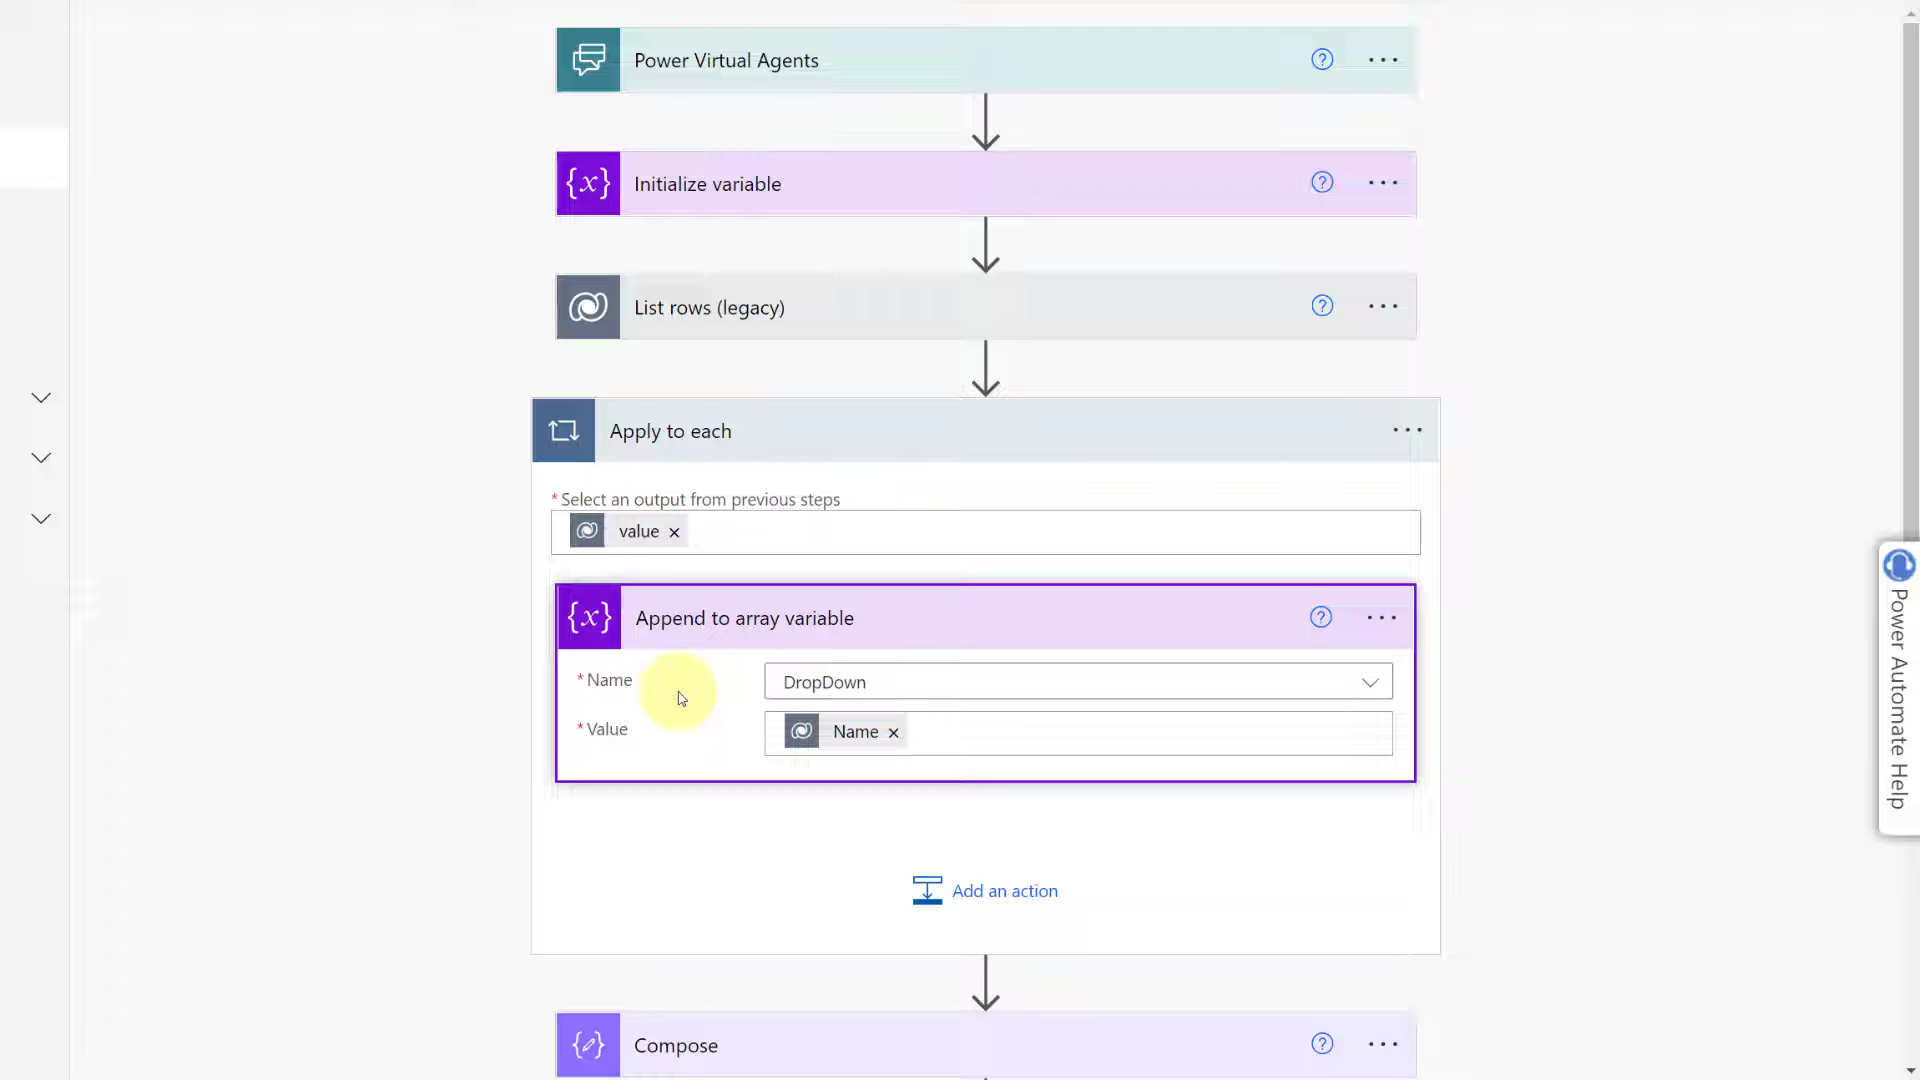 Power Virtual Agents
{x} Initialize variable
List rows (legacy)
Apply to each
* Select an output from previous steps
value
{x} Append to array variable
* Name
DropDown
* Value
Name
Add an action
Compose
Power Automate Help